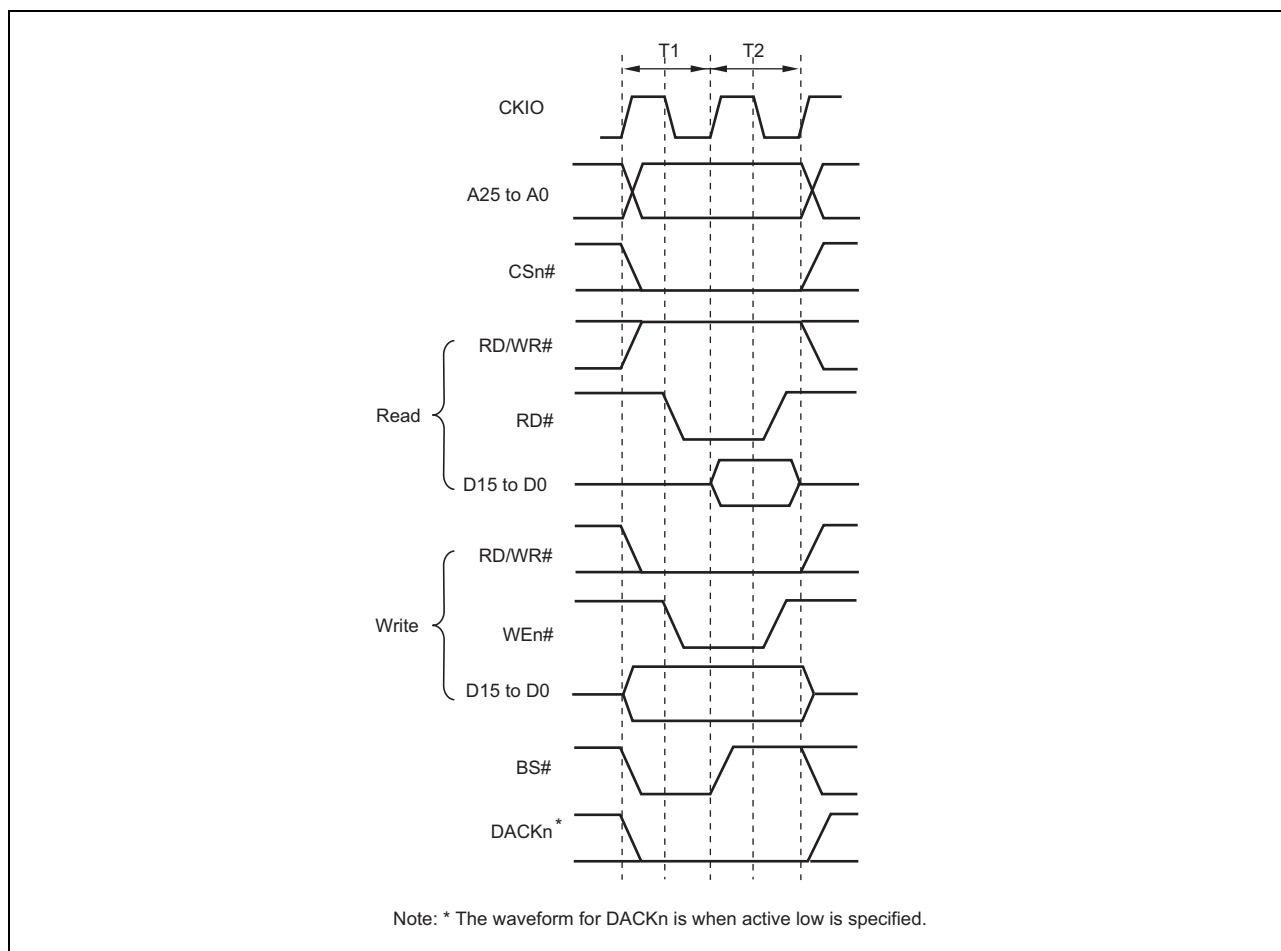 T1 T2
CKIO
A25 to A0
CSn#
RD/WR#
Read
RD#
D15 to D0
RD/WR#
Write
WEn#
D15 to D0
BS#
DACKn*
Note: * The waveform for DACKn is when active low is specified.